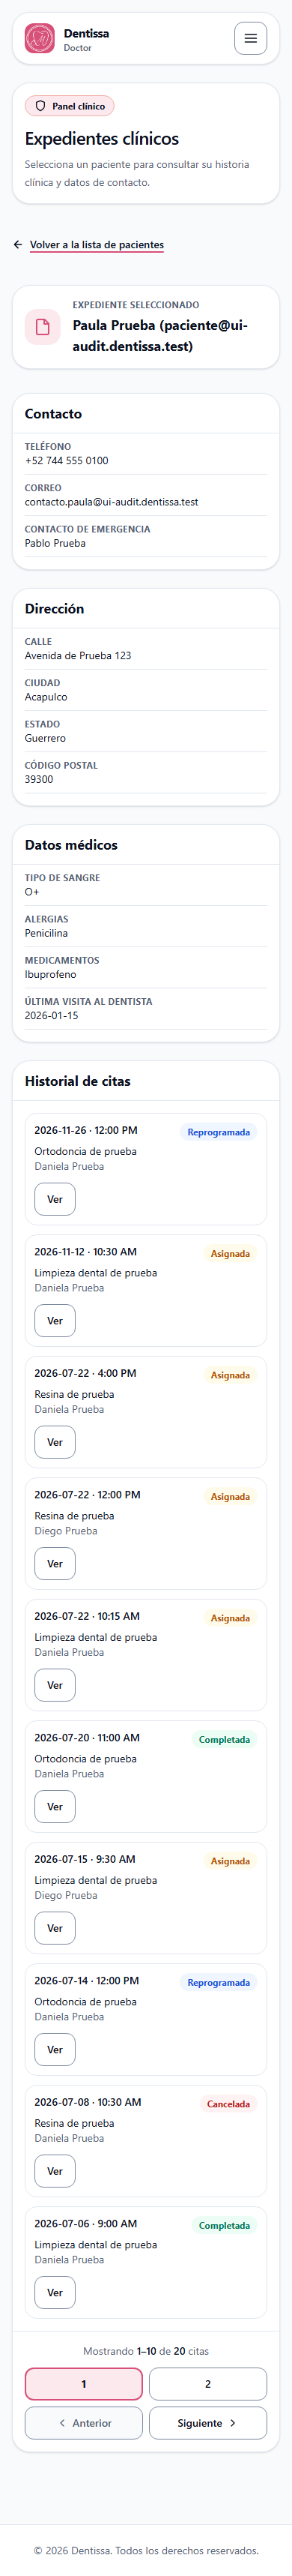 Dentissa
Doctor
Panel clínico
Expedientes clínicos
Selecciona un paciente para consultar su historia
clínica y datos de contacto.
Volver a la lista de pacientes
EXPEDIENTE SELECCIONADO
Paula Prueba (paciente@ui-
audit.dentissa.test)
Contacto
TELÉFONO
+52 744 555 0100
CORREO
contacto.paula@ui-audit.dentissa.test
CONTACTO DE EMERGENCIA
Pablo Prueba
Dirección
CALLE
Avenida de Prueba 123
CIUDAD
Acapulco
ESTADO
Guerrero
CÓDIGO POSTAL
39300
Datos médicos
TIPO DE SANGRE
O+
ALERGIAS
Penicilina
MEDICAMENTOS
Ibuprofeno
ÚLTIMA VISITA AL DENTISTA
2026-01-15
Historial de citas
2026-11-26 · 12:00 PM Reprogramada
Ortodoncia de prueba
Daniela Prueba
Ver
2026-11-12 · 10:30 AM Asignada
Limpieza dental de prueba
Daniela Prueba
Ver
2026-07-22 · 4:00 PM Asignada
Resina de prueba
Daniela Prueba
Ver
2026-07-22 · 12:00 PM Asignada
Resina de prueba
Diego Prueba
Ver
2026-07-22 · 10:15 AM Asignada
Limpieza dental de prueba
Daniela Prueba
Ver
2026-07-20 · 11:00 AM Completada
Ortodoncia de prueba
Daniela Prueba
Ver
2026-07-15 · 9:30 AM Asignada
Limpieza dental de prueba
Diego Prueba
Ver
2026-07-14 · 12:00 PM Reprogramada
Ortodoncia de prueba
Daniela Prueba
Ver
2026-07-08 · 10:30 AM Cancelada
Resina de prueba
Daniela Prueba
Ver
2026-07-06 · 9:00 AM Completada
Limpieza dental de prueba
Daniela Prueba
Ver
Mostrando 1–10 de 20 citas
1 2
Anterior Siguiente
© 2026 Dentissa. Todos los derechos reservados.